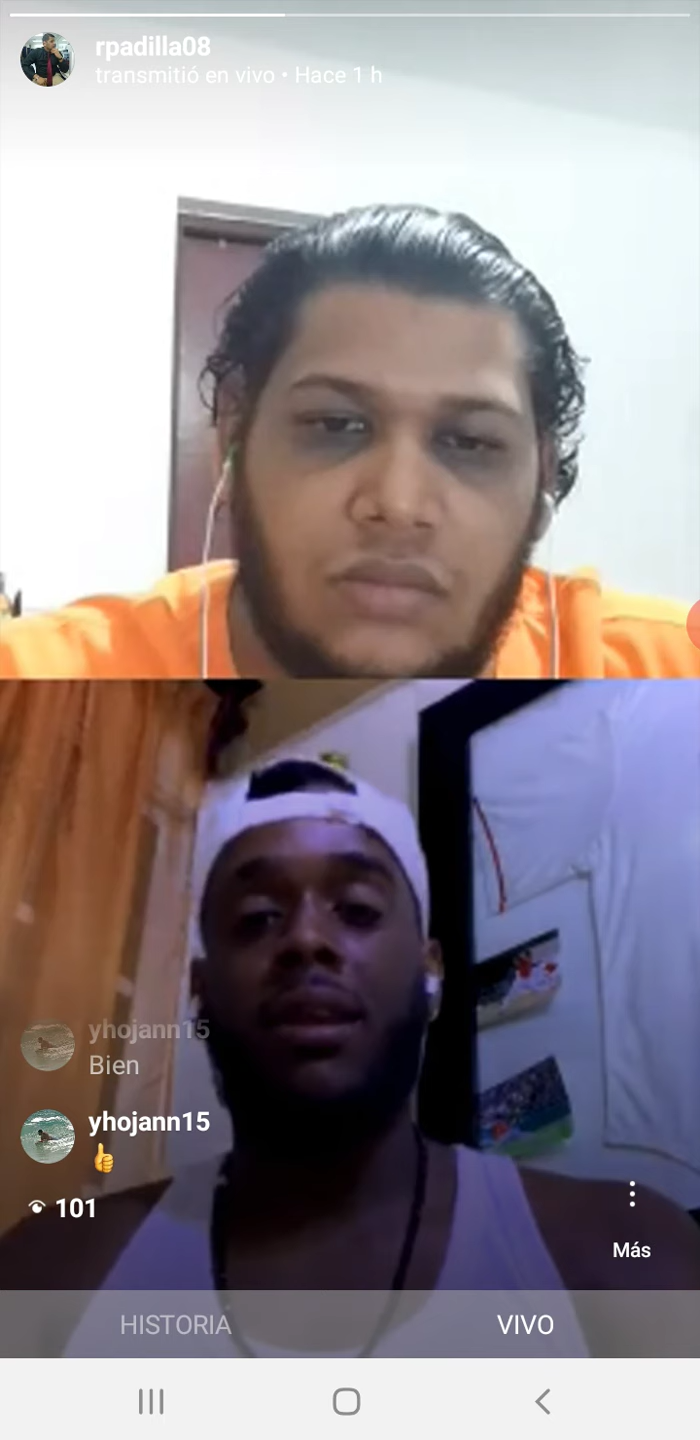 rpadilla08
transmitió en vivo • Hace 1 h
yhojann15
Bien
yhojann15
👍
101
Más
HISTORIA
VIVO